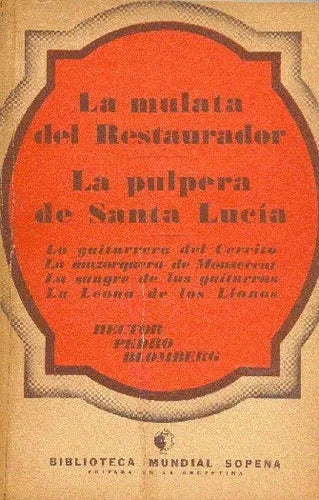 La mulata
del Restaurador
La pulpera
de Santa Lucía
La guitarrera del Cerrito
La mazorquera de Monserrat
La sangre de las guitarras
La Leona de los Llanos
HECTOR
PEDRO
BLOMBERG
BIBLIOTECA MUNDIAL SOPENA
EDITADA EN LA ARGENTINA